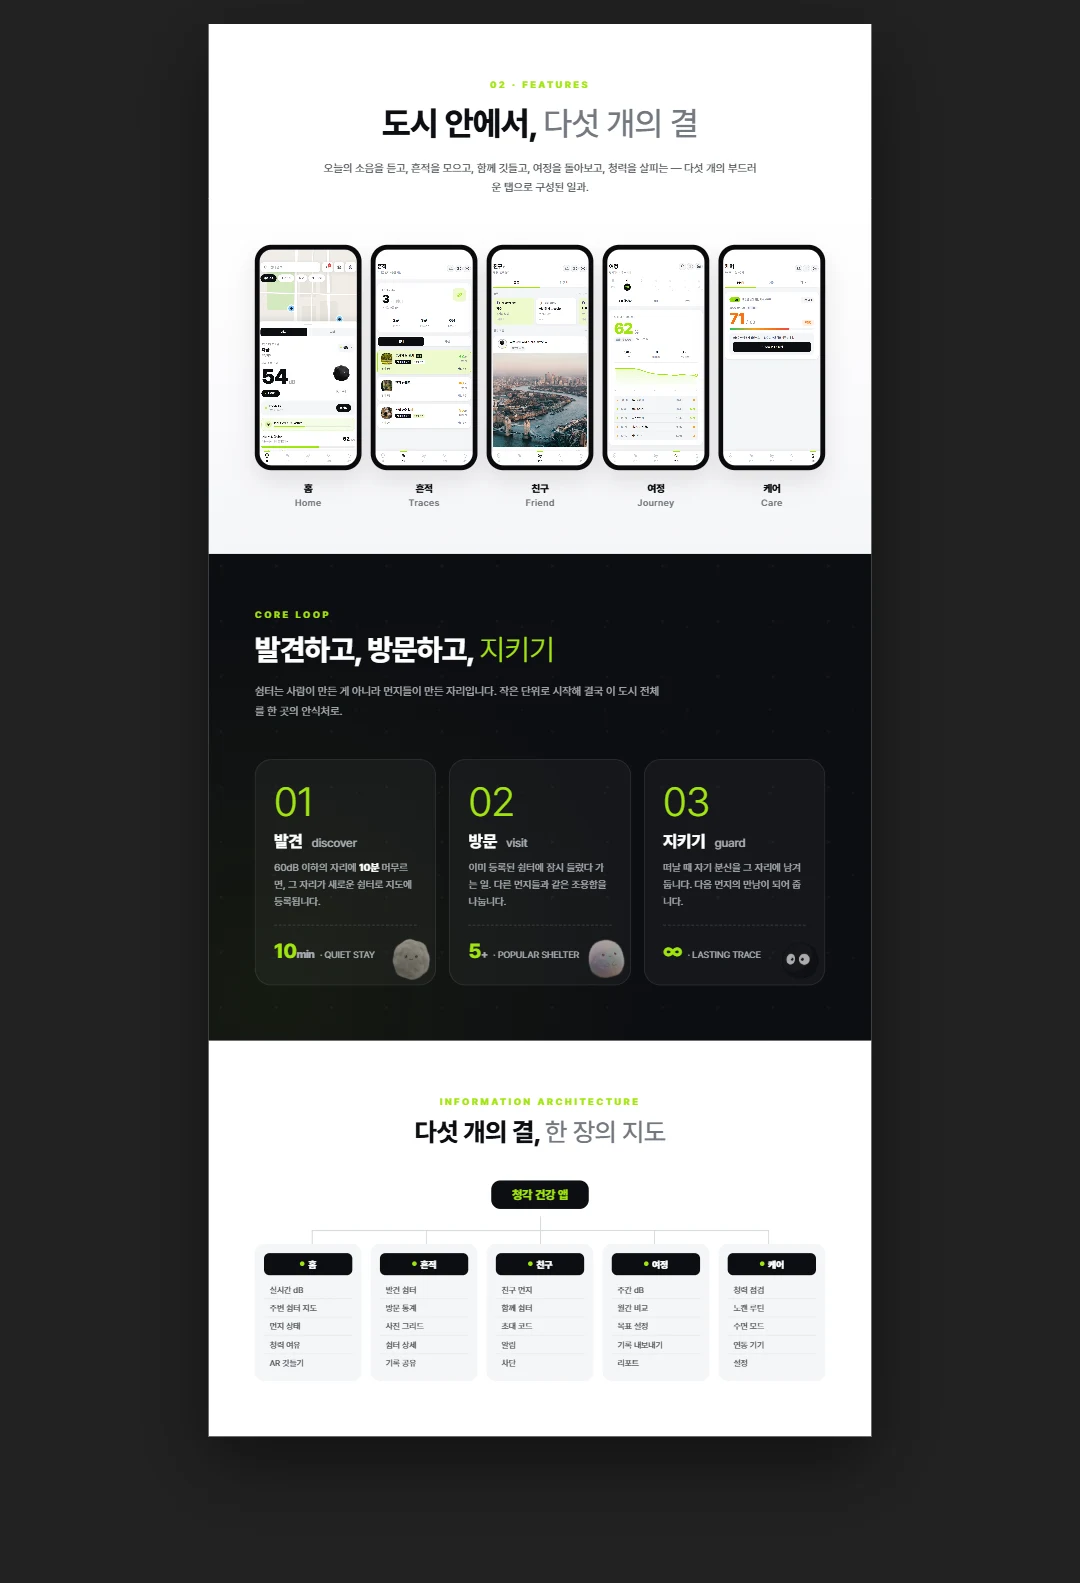 02 · FEATURES
도시 안에서, 다섯 개의 결
오늘의 소음을 듣고, 흔적을 모으고, 함께 깃들고, 여정을 돌아보고, 청력을 살피는 — 다섯 개의 부드러
운 탭으로 구성된 일과.
54
62
흔적
3
친구
여정
62
케어
71
홈
Home
흔적
Traces
친구
Friend
여정
Journey
케어
Care
CORE LOOP
발견하고, 방문하고, 지키기
쉼터는 사람이 만든 게 아니라 먼지들이 만든 자리입니다. 작은 단위로 시작해 결국 이 도시 전체
를 한 곳의 안식처로.
01
발견 discover
60dB 이하의 자리에 10분 머무르
면, 그 자리가 새로운 쉼터로 지도에
등록됩니다.
10min · QUIET STAY
02
방문 visit
이미 등록된 쉼터에 잠시 들렀다 가
는 일. 다른 먼지들과 같은 조용함을
나눕니다.
5+ · POPULAR SHELTER
03
지키기 guard
떠날 때 자기 분신을 그 자리에 남겨
둡니다. 다음 먼지의 만남이 되어 줍
니다.
∞ · LASTING TRACE
INFORMATION ARCHITECTURE
다섯 개의 결, 한 장의 지도
청각 건강 앱
홈
실시간 dB
주변 쉼터 지도
먼지 상태
청력 여유
AR 깃들기
흔적
발견 쉼터
방문 통계
사진 그리드
쉼터 상세
기록 공유
친구
친구 먼지
함께 쉼터
초대 코드
알림
차단
여정
주간 dB
월간 비교
목표 설정
기록 내보내기
리포트
케어
청력 점검
노캔 루틴
수면 모드
연동 기기
설정